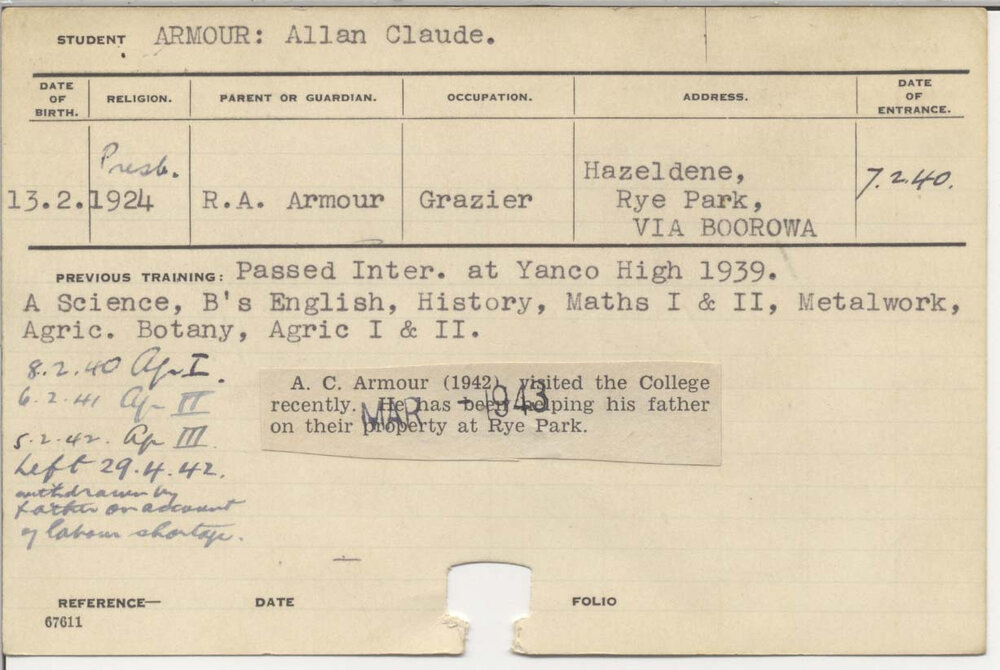 STUDENT ARMOUR: Allan Claude.
DATE OF BIRTH. RELIGION. PARENT OR GUARDIAN. OCCUPATION. ADDRESS. DATE OF ENTRANCE.
Presb.
13.2.1924 R.A. Armour Grazier Hazeldene, 7.2.40.
Rye Park,
VIA BOOROWA
PREVIOUS TRAINING: Passed Inter. at Yanco High 1939.
A Science, B's English, History, Maths I & II, Metalwork,
Agric. Botany, Agric I & II.
8.2.40 Ag I.
6.2.41 Ag II
5.2.42. Ag III.
Left 29.4.42.
withdrawn by
father on account
of labour shortage.
A. C. Armour (1942) visited the College
recently. He has been helping his father
on their property at Rye Park.
MAR - 1943
REFERENCE— DATE FOLIO
67611